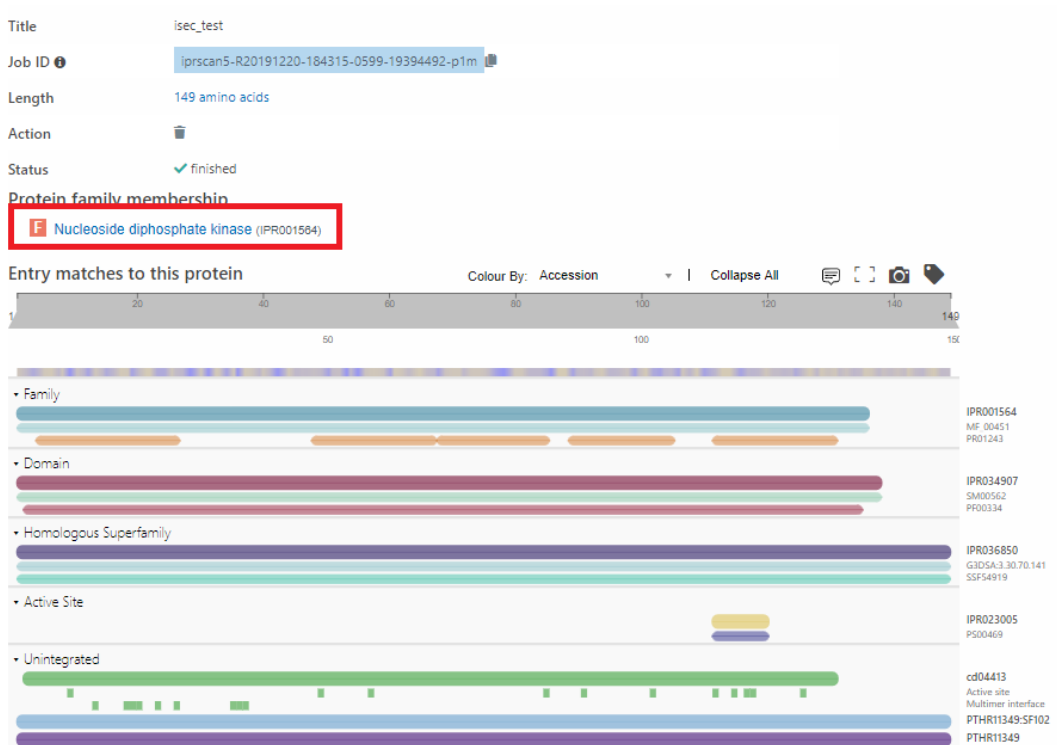 Title isec_test
Job ID iprscan5-R20191220-184315-0599-19394492-p1m
Length 149 amino acids
Action
Status finished
Protein family membership
F Nucleoside diphosphate kinase (IPR001564)
Entry matches to this protein Colour By: Accession | Collapse All
20 40 60 80 100 120 140
1 149
50 100 150
Family
IPR001564
MF_00451
PR01243
Domain
IPR034907
SM00562
PF00334
Homologous Superfamily
IPR036850
G3DSA:3.30.70.141
SSF54919
Active Site
IPR023005
PS00469
Unintegrated
cd04413
Active site
Multimer interface
PTHR11349:SF102
PTHR11349